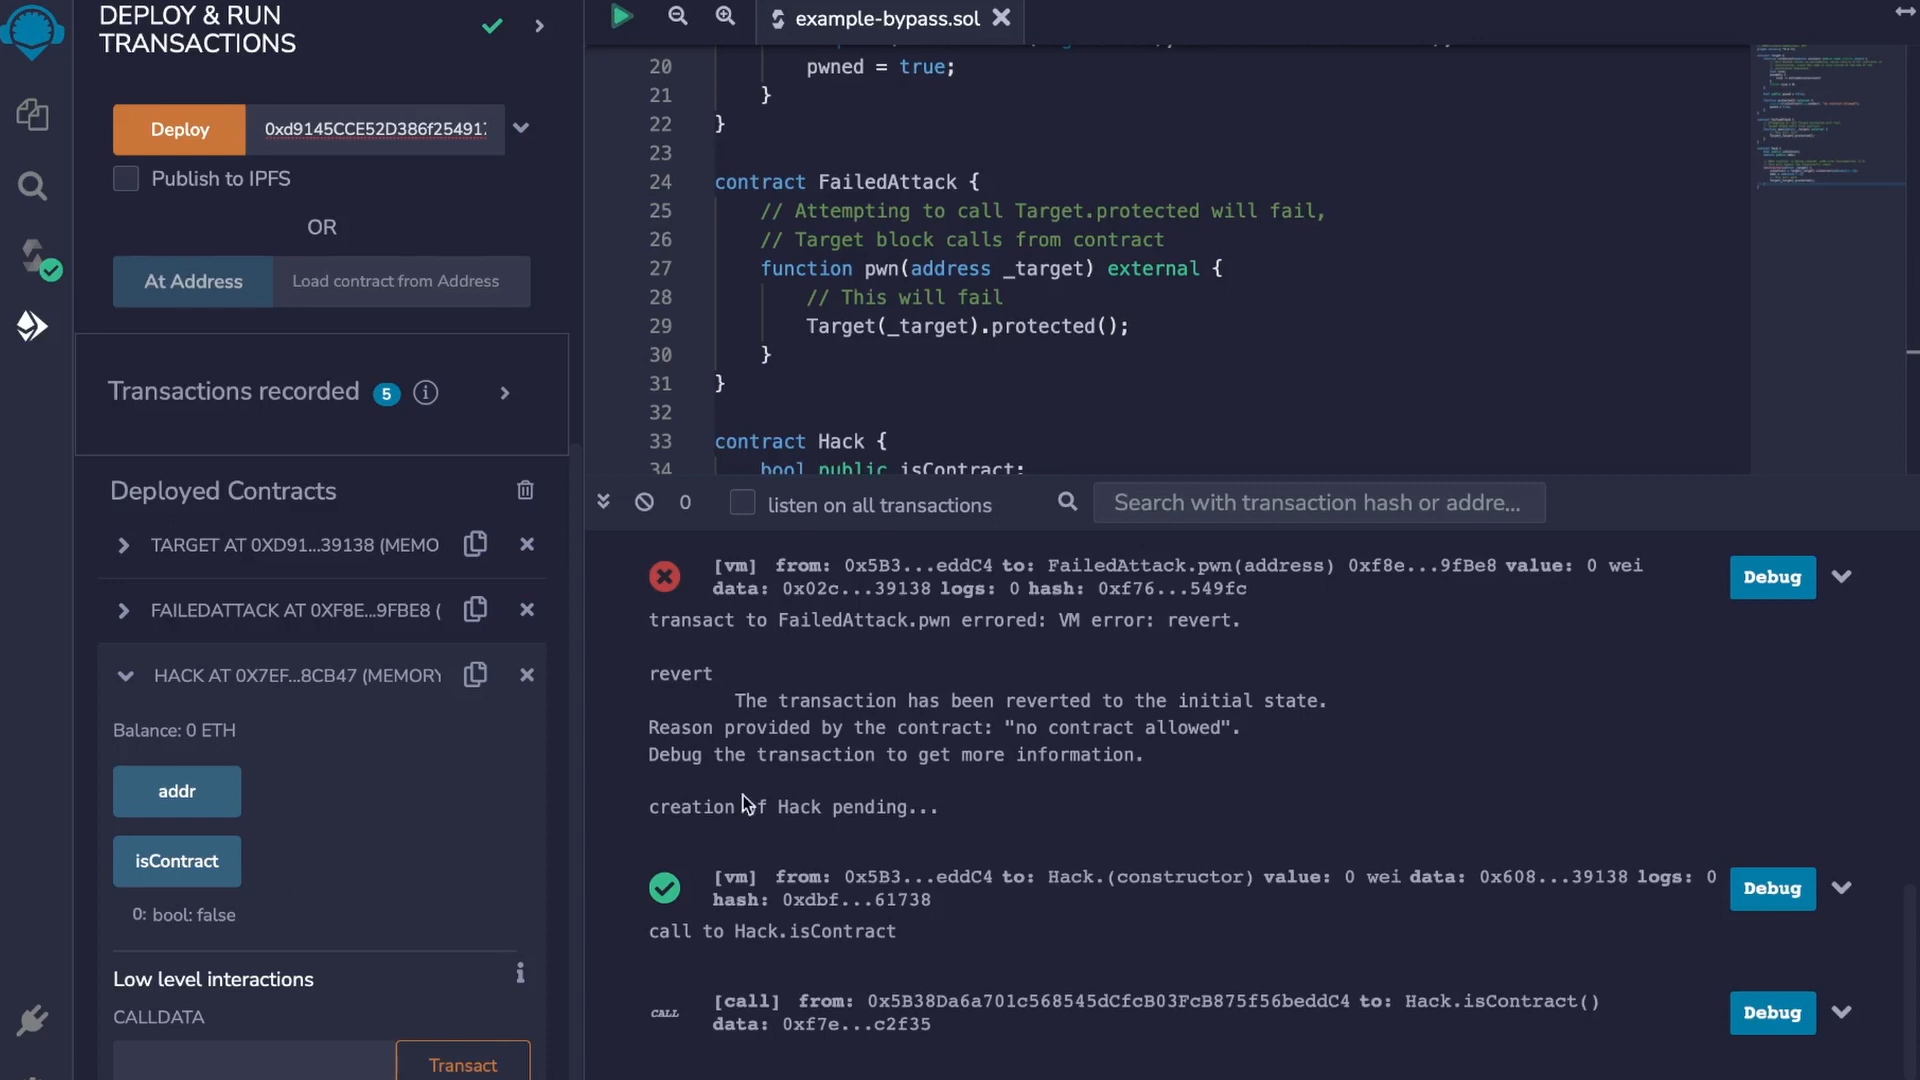 DEPLOY & RUN
TRANSACTIONS
Deploy
0xd9145CCE52D386f25491
Publish to IPFS
OR
At Address
Load contract from Address
Transactions recorded 5
Deployed Contracts
TARGET AT 0XD91...39138 (MEMO
FAILEDATTACK AT 0XF8E...9FBE8 (
HACK AT 0X7EF...8CB47 (MEMORY
Balance: 0 ETH
addr
isContract
0: bool: false
Low level interactions
CALLDATA
Transact
example-bypass.sol
20 pwned = true;
21 }
22 }
23
24 contract FailedAttack {
25 // Attempting to call Target.protected will fail,
26 // Target block calls from contract
27 function pwn(address _target) external {
28 // This will fail
29 Target(_target).protected();
30 }
31 }
32
33 contract Hack {
34 bool public isContract;
0 listen on all transactions
Search with transaction hash or addre...
[vm] from: 0x5B3...eddC4 to: FailedAttack.pwn(address) 0xf8e...9fBe8 value: 0 wei
data: 0x02c...39138 logs: 0 hash: 0xf76...549fc
Debug
transact to FailedAttack.pwn errored: VM error: revert.
revert
The transaction has been reverted to the initial state.
Reason provided by the contract: "no contract allowed".
Debug the transaction to get more information.
creation of Hack pending...
[vm] from: 0x5B3...eddC4 to: Hack.(constructor) value: 0 wei data: 0x608...39138 logs: 0
hash: 0xdbf...61738
Debug
call to Hack.isContract
CALL
[call] from: 0x5B38Da6a701c568545dCfcB03FcB875f56beddC4 to: Hack.isContract()
data: 0xf7e...c2f35
Debug